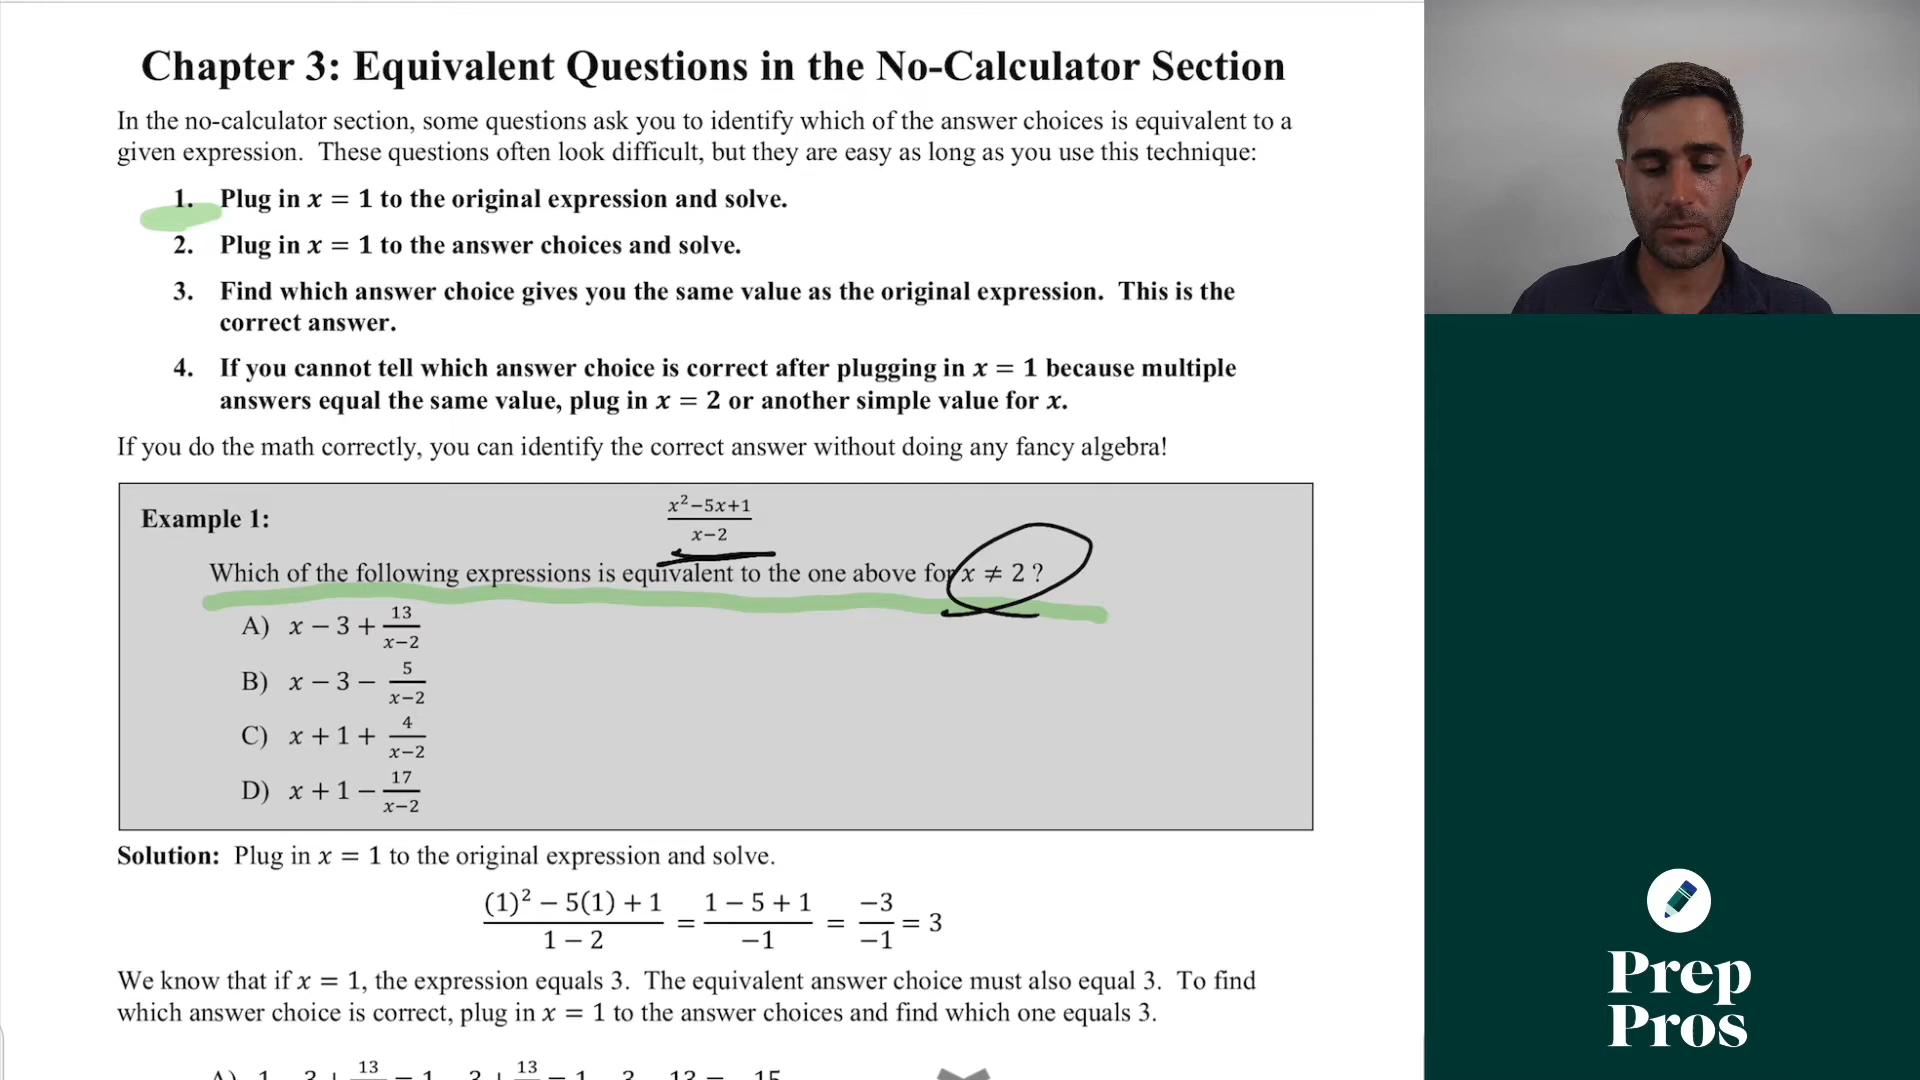 Chapter 3: Equivalent Questions in the No-Calculator Section
In the no-calculator section, some questions ask you to identify which of the answer choices is equivalent to a
given expression. These questions often look difficult, but they are easy as long as you use this technique:
1. Plug in x = 1 to the original expression and solve.
2. Plug in x = 1 to the answer choices and solve.
3. Find which answer choice gives you the same value as the original expression. This is the
correct answer.
4. If you cannot tell which answer choice is correct after plugging in x = 1 because multiple
answers equal the same value, plug in x = 2 or another simple value for x.
If you do the math correctly, you can identify the correct answer without doing any fancy algebra!
Example 1: (x²−5x+1)/(x−2)
Which of the following expressions is equivalent to the one above for x ≠ 2 ?
A) x − 3 + 13/(x−2)
B) x − 3 − 5/(x−2)
C) x + 1 + 4/(x−2)
D) x + 1 − 17/(x−2)
Solution: Plug in x = 1 to the original expression and solve.
((1)² − 5(1) + 1)/(1 − 2) = (1 − 5 + 1)/(−1) = (−3)/(−1) = 3
We know that if x = 1, the expression equals 3. The equivalent answer choice must also equal 3. To find
which answer choice is correct, plug in x = 1 to the answer choices and find which one equals 3.
Prep
Pros